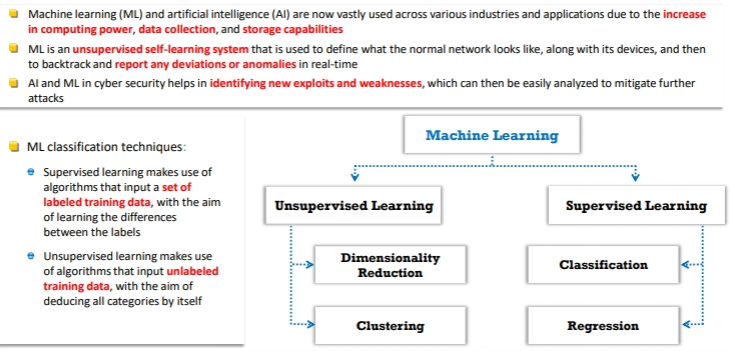 Machine learning (ML) and artificial intelligence (AI) are now vastly used across various industries and applications due to the increase
in computing power, data collection, and storage capabilities
ML is an unsupervised self-learning system that is used to define what the normal network looks like, along with its devices, and then
to backtrack and report any deviations or anomalies in real-time
AI and ML in cyber security helps in identifying new exploits and weaknesses, which can then be easily analyzed to mitigate further
attacks
ML classification techniques:
Supervised learning makes use of
algorithms that input a set of
labeled training data, with the aim
of learning the differences
between the labels
Unsupervised learning makes use
of algorithms that input unlabeled
training data, with the aim of
deducing all categories by itself
Machine Learning
Unsupervised Learning
Supervised Learning
Dimensionality
Reduction
Classification
Clustering
Regression